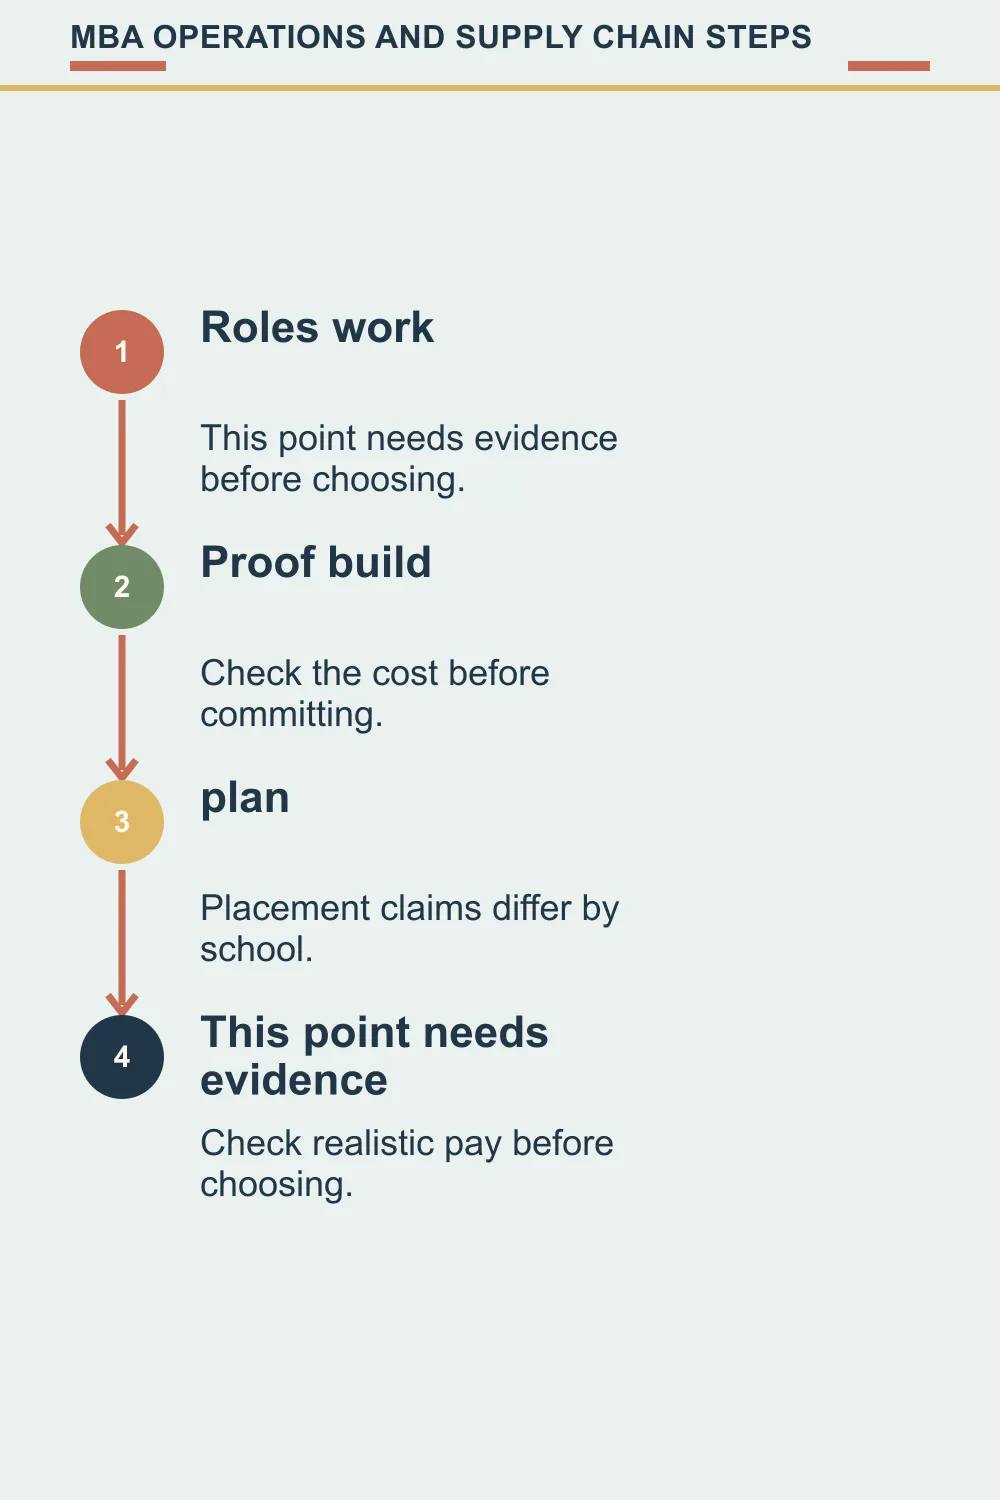 MBA OPERATIONS AND SUPPLY CHAIN STEPS
1
Roles work
This point needs evidence
before choosing.
2
Proof build
Check the cost before
committing.
3
plan
Placement claims differ by
school.
4
This point needs
evidence
Check realistic pay before
choosing.